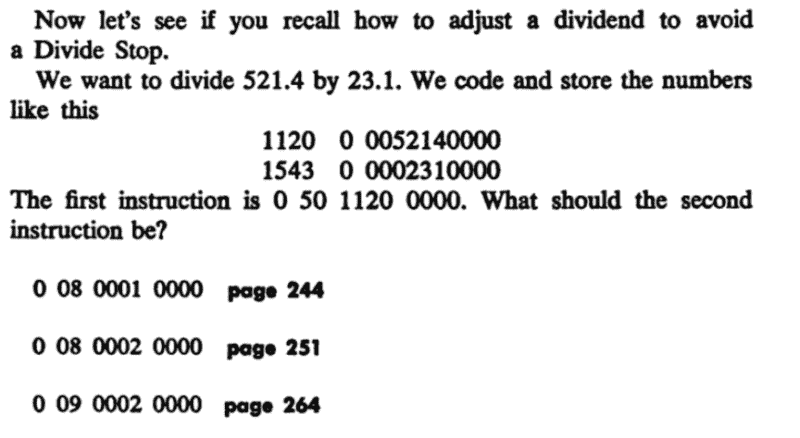 Now let's see if you recall how to adjust a dividend to avoid
a Divide Stop.
We want to divide 521.4 by 23.1. We code and store the numbers
like this
1120 0 0052140000
1543 0 0002310000
The first instruction is 0 50 1120 0000. What should the second
instruction be?
0 08 0001 0000 page 244
0 08 0002 0000 page 251
0 09 0002 0000 page 264